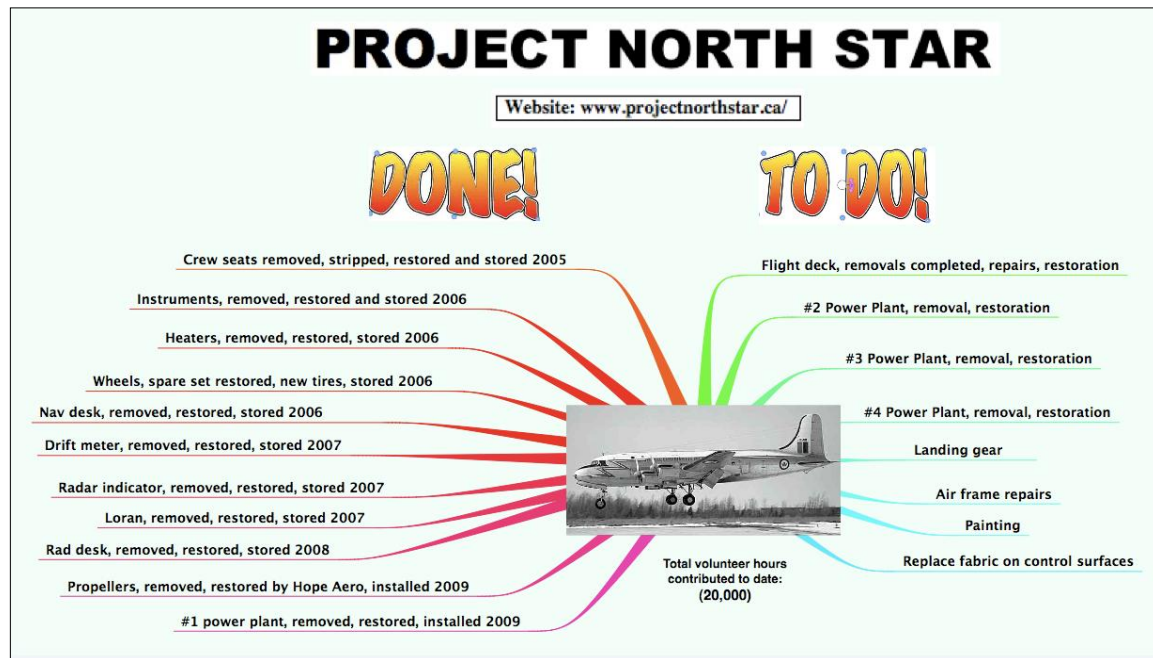 PROJECT NORTH STAR
Website: www.projectnorthstar.ca/
DONE!
TO DO!
Crew seats removed, stripped, restored and stored 2005
Instruments, removed, restored and stored 2006
Heaters, removed, restored, stored 2006
Wheels, spare set restored, new tires, stored 2006
Nav desk, removed, restored, stored 2006
Drift meter, removed, restored, stored 2007
Radar indicator, removed, restored, stored 2007
Loran, removed, restored, stored 2007
Rad desk, removed, restored, stored 2008
Propellers, removed, restored by Hope Aero, installed 2009
#1 power plant, removed, restored, installed 2009
Flight deck, removals completed, repairs, restoration
#2 Power Plant, removal, restoration
#3 Power Plant, removal, restoration
#4 Power Plant, removal, restoration
Landing gear
Air frame repairs
Painting
Replace fabric on control surfaces
Total volunteer hours
contributed to date:
(20,000)